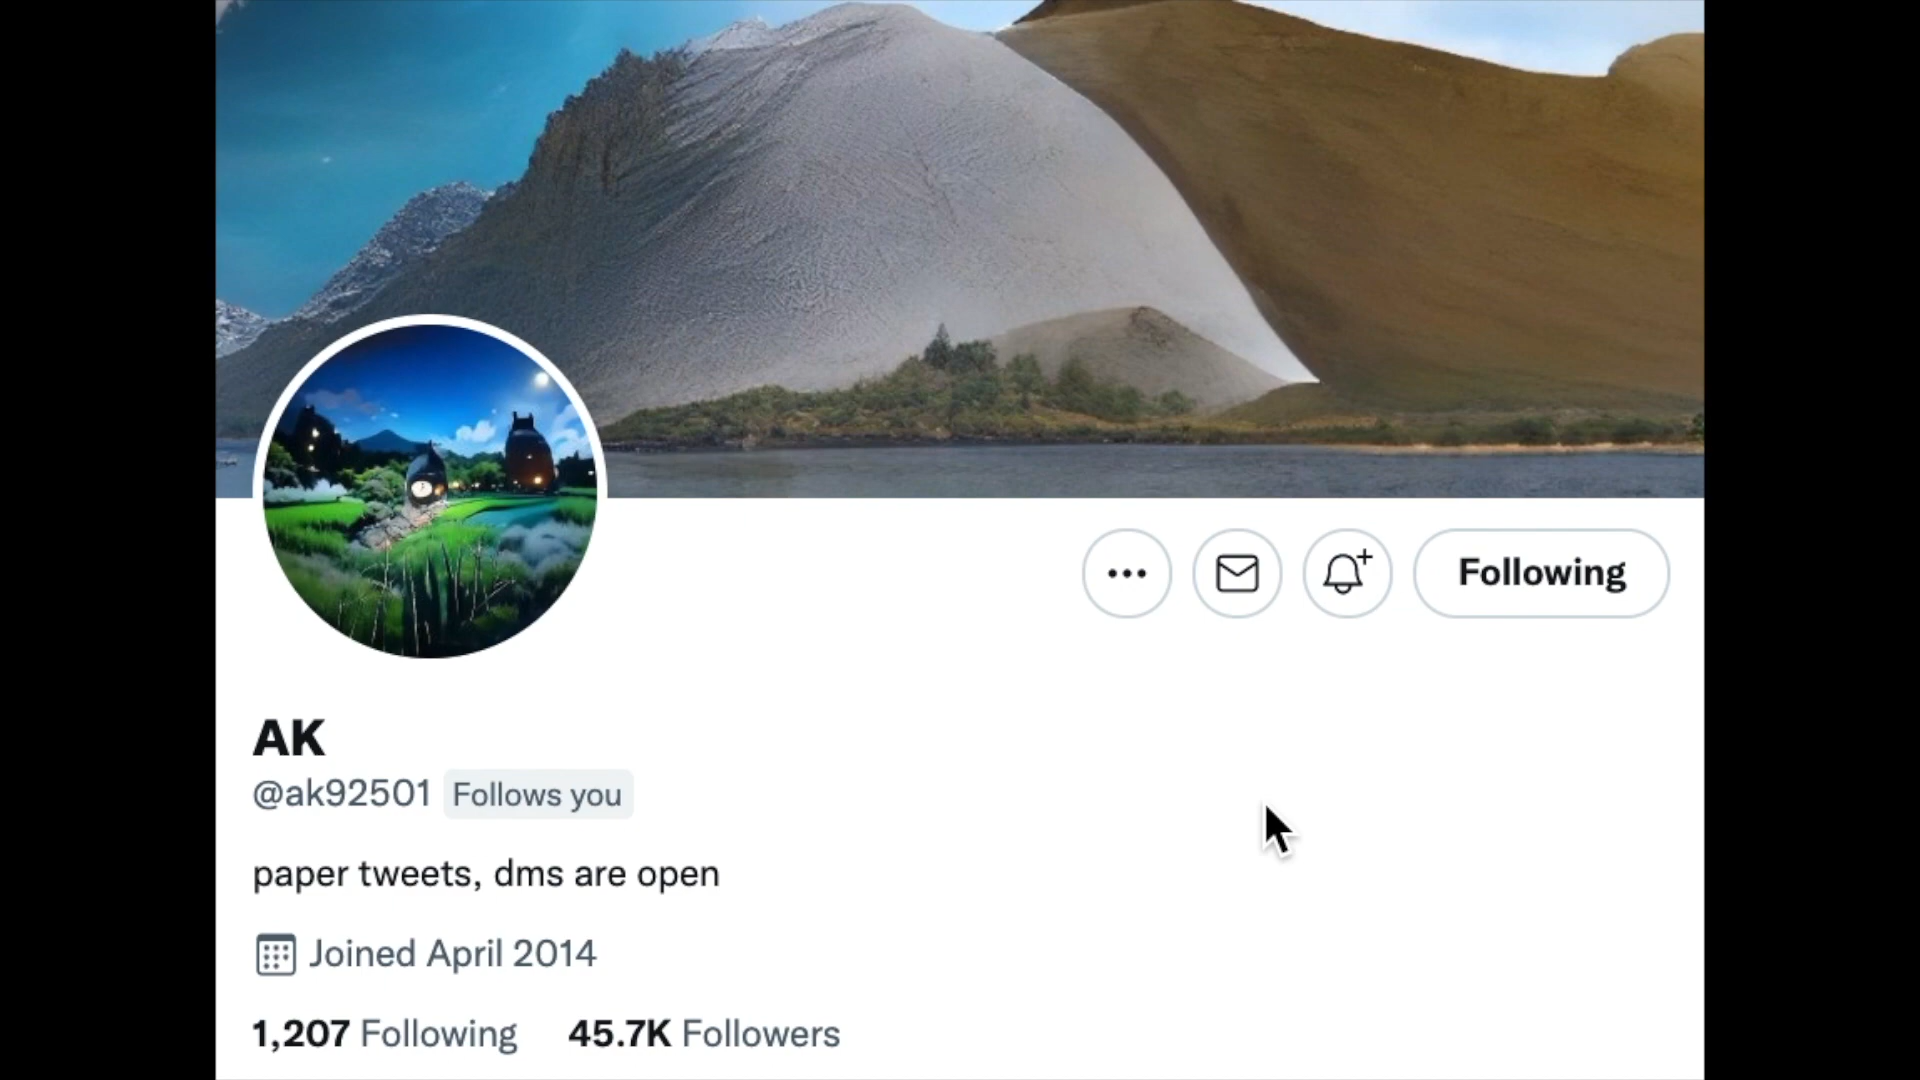 Following
AK
@ak92501 Follows you
paper tweets, dms are open
Joined April 2014
1,207 Following 45.7K Followers